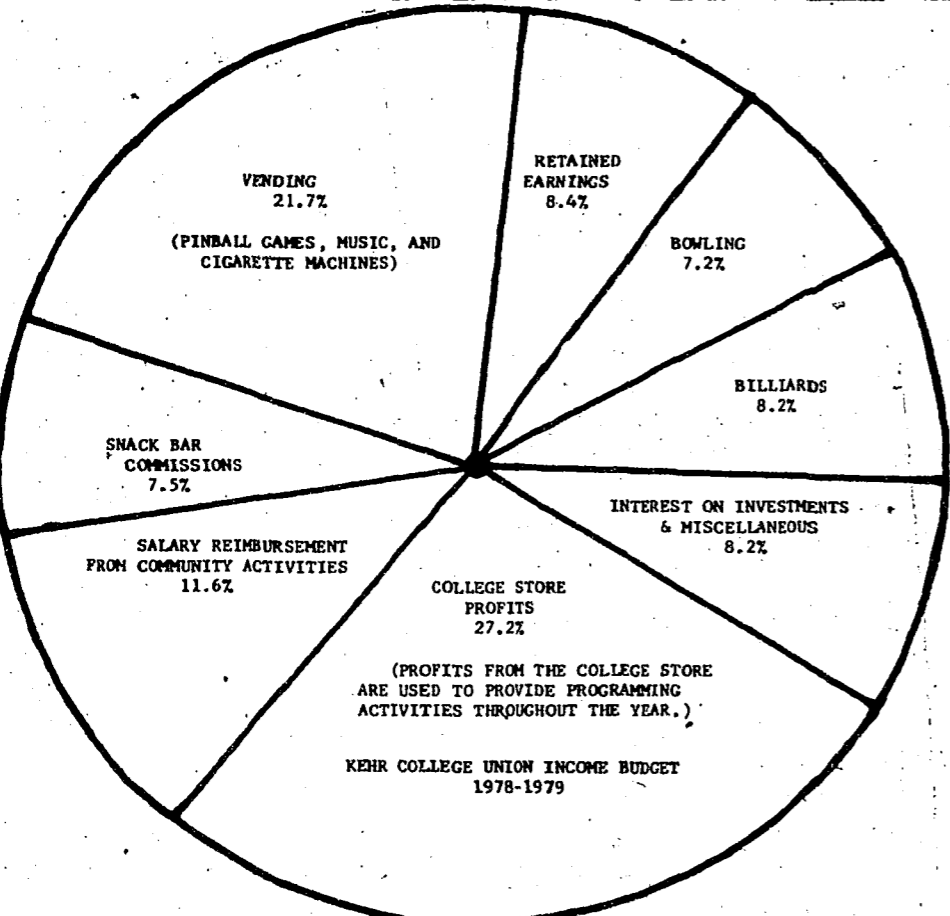 VENDING
21.7%
(PINBALL GAMES, MUSIC, AND
CIGARETTE MACHINES)
RETAINED
EARNINGS
8.4%
BOWLING
7.2%
BILLIARDS
8.2%
SNACK BAR
COMMISSIONS
7.5%
INTEREST ON INVESTMENTS
& MISCELLANEOUS
8.2%
SALARY REIMBURSEMENT
FROM COMMUNITY ACTIVITIES
11.6%
COLLEGE STORE
PROFITS
27.2%
(PROFITS FROM THE COLLEGE STORE
ARE USED TO PROVIDE PROGRAMMING
ACTIVITIES THROUGHOUT THE YEAR.)
KEHR COLLEGE UNION INCOME BUDGET
1978-1979